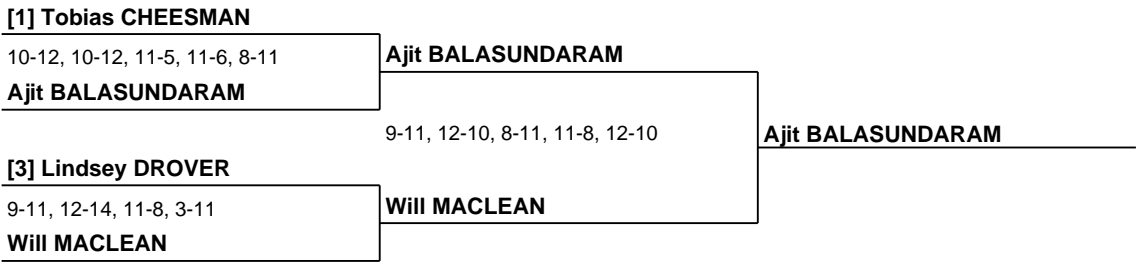 [1] Tobias CHEESMAN
10-12, 10-12, 11-5, 11-6, 8-11
Ajit BALASUNDARAM
Ajit BALASUNDARAM
9-11, 12-10, 8-11, 11-8, 12-10
Ajit BALASUNDARAM
[3] Lindsey DROVER
9-11, 12-14, 11-8, 3-11
Will MACLEAN
Will MACLEAN